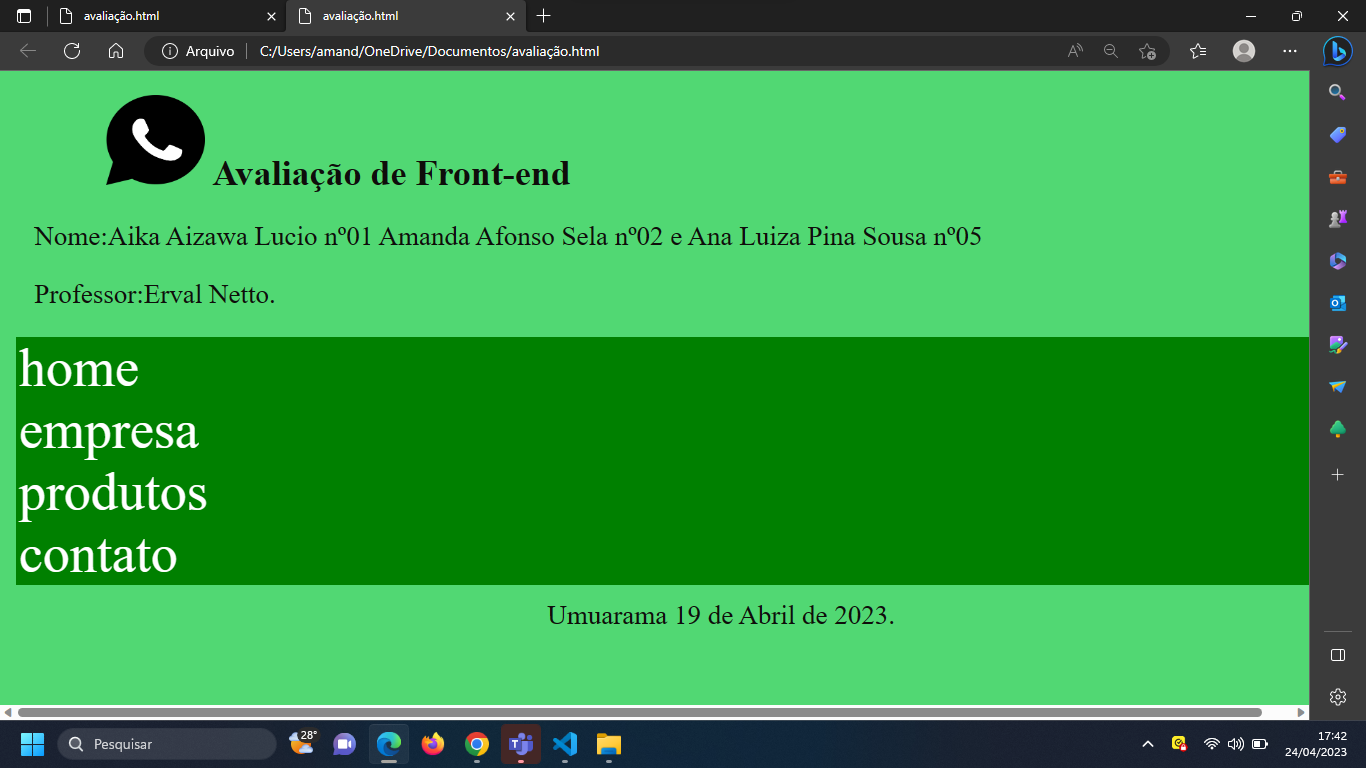 avaliação.html
avaliação.html
Arquivo
C:/Users/amand/OneDrive/Documentos/avaliação.html
Avaliação de Front-end
Nome:Aika Aizawa Lucio nº01 Amanda Afonso Sela nº02 e Ana Luiza Pina Sousa nº05
Professor:Erval Netto.
home
empresa
produtos
contato
Umuarama 19 de Abril de 2023.
Pesquisar
28°
17:42
24/04/2023